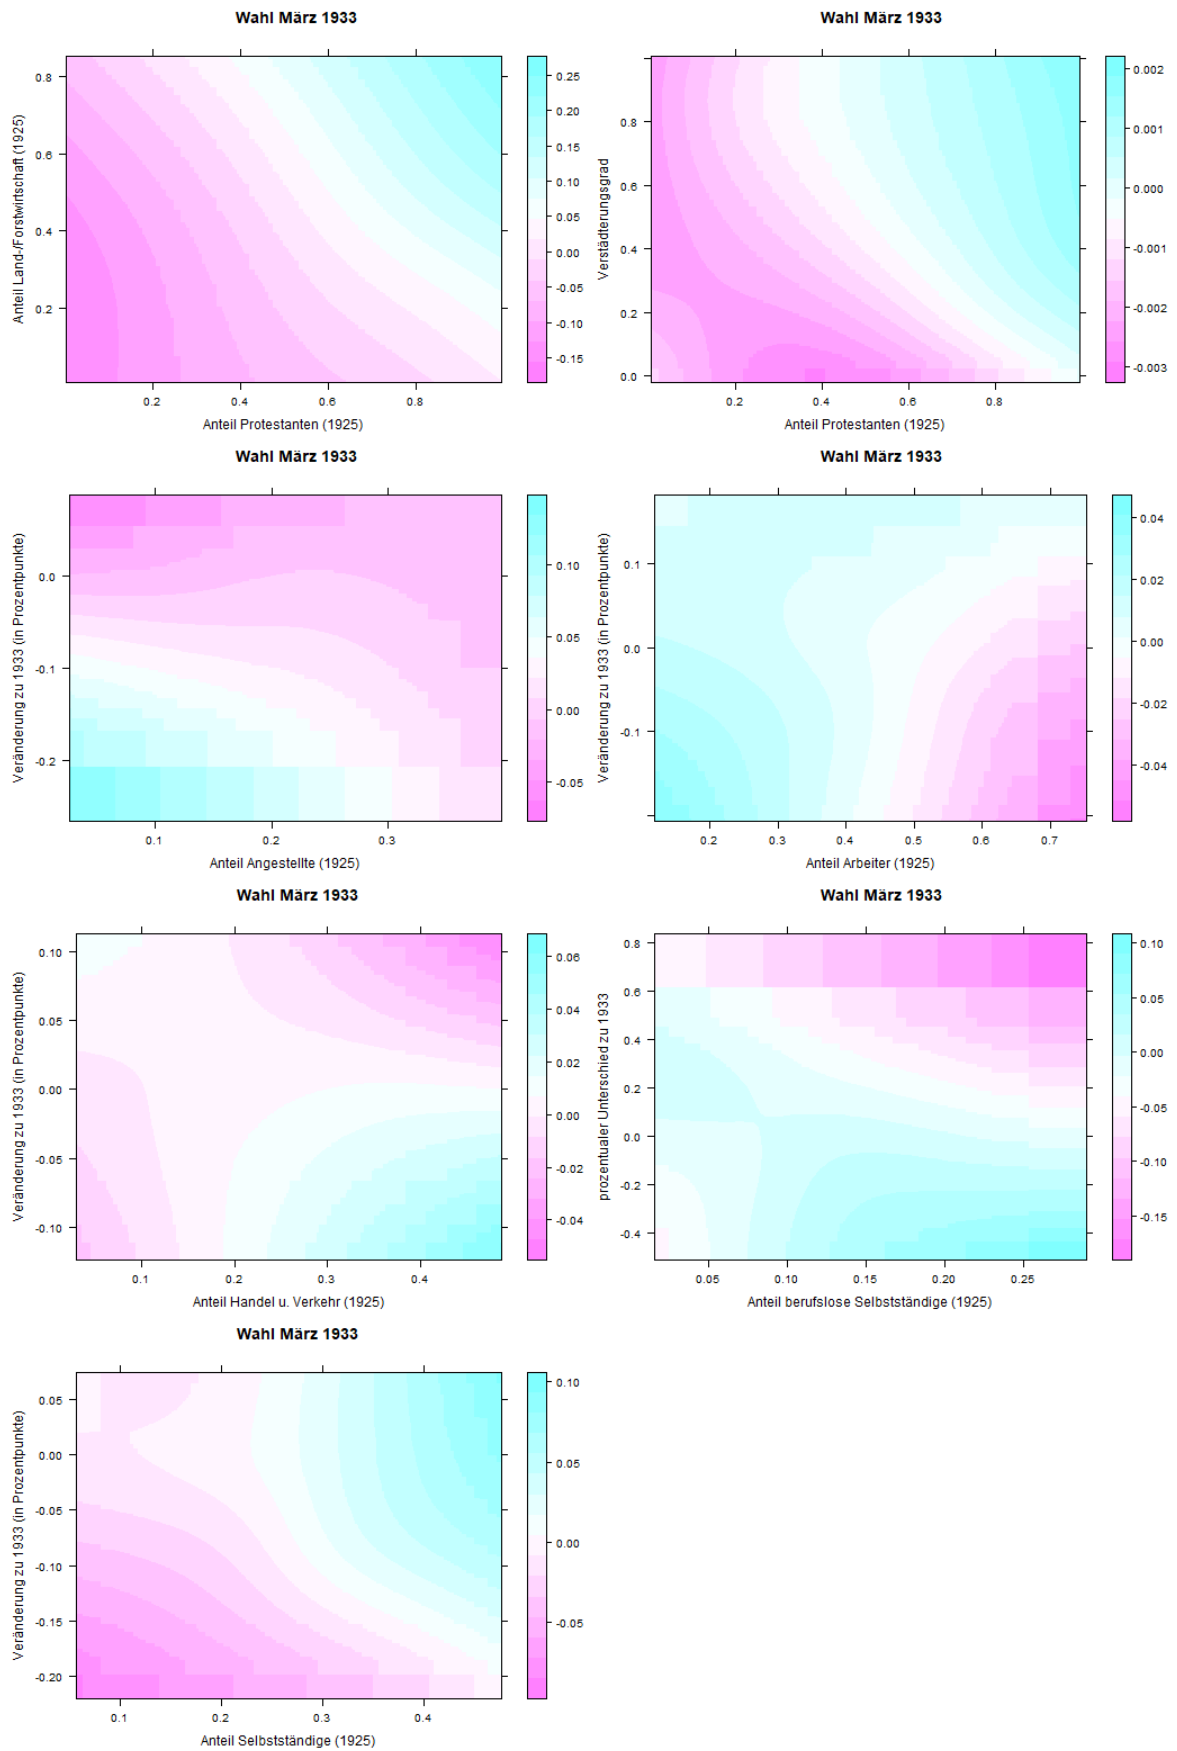 Wahl März 1933
Anteil Land-/Forstwirtschaft (1925)
0.8
0.6
0.4
0.2
0.2 0.4 0.6 0.8
Anteil Protestanten (1925)
0.25
0.20
0.15
0.10
0.05
0.00
-0.05
-0.10
-0.15
Wahl März 1933
Verstädterungsgrad
0.8
0.6
0.4
0.2
0.0
0.2 0.4 0.6 0.8
Anteil Protestanten (1925)
0.002
0.001
0.000
-0.001
-0.002
-0.003
Wahl März 1933
Veränderung zu 1933 (in Prozentpunkte)
0.0
-0.1
-0.2
0.1 0.2 0.3
Anteil Angestellte (1925)
0.10
0.05
0.00
-0.05
Wahl März 1933
Veränderung zu 1933 (in Prozentpunkte)
0.1
0.0
-0.1
0.2 0.3 0.4 0.5 0.6 0.7
Anteil Arbeiter (1925)
0.04
0.02
0.00
-0.02
-0.04
Wahl März 1933
Veränderung zu 1933 (in Prozentpunkte)
0.10
0.05
0.00
-0.05
-0.10
0.1 0.2 0.3 0.4
Anteil Handel u. Verkehr (1925)
0.06
0.04
0.02
0.00
-0.02
-0.04
Wahl März 1933
prozentualer Unterschied zu 1933
0.8
0.6
0.4
0.2
0.0
-0.2
-0.4
0.05 0.10 0.15 0.20 0.25
Anteil berufslose Selbstständige (1925)
0.10
0.05
0.00
-0.05
-0.10
-0.15
Wahl März 1933
Veränderung zu 1933 (in Prozentpunkte)
0.05
0.00
-0.05
-0.10
-0.15
-0.20
0.1 0.2 0.3 0.4
Anteil Selbstständige (1925)
0.10
0.05
0.00
-0.05